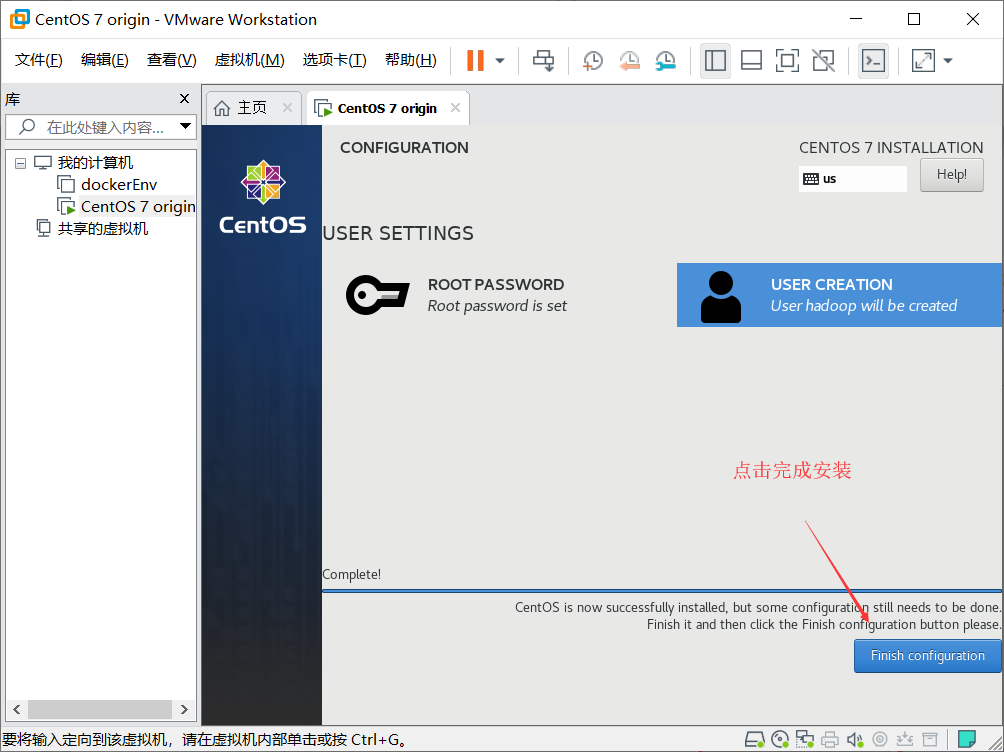 CentOS 7 origin - VMware Workstation
文件(F) 编辑(E) 查看(V) 虚拟机(M) 选项卡(T) 帮助(H)
库
在此处键入内容...
我的计算机
dockerEnv
CentOS 7 origin
共享的虚拟机
主页
CentOS 7 origin
CentOS
CONFIGURATION
CENTOS 7 INSTALLATION
us
Help!
USER SETTINGS
ROOT PASSWORD
Root password is set
USER CREATION
User hadoop will be created
点击完成安装
Complete!
CentOS is now successfully installed, but some configuration still needs to be done.
Finish it and then click the Finish configuration button please.
Finish configuration
要将输入定向到该虚拟机，请在虚拟机内部单击或按 Ctrl+G。